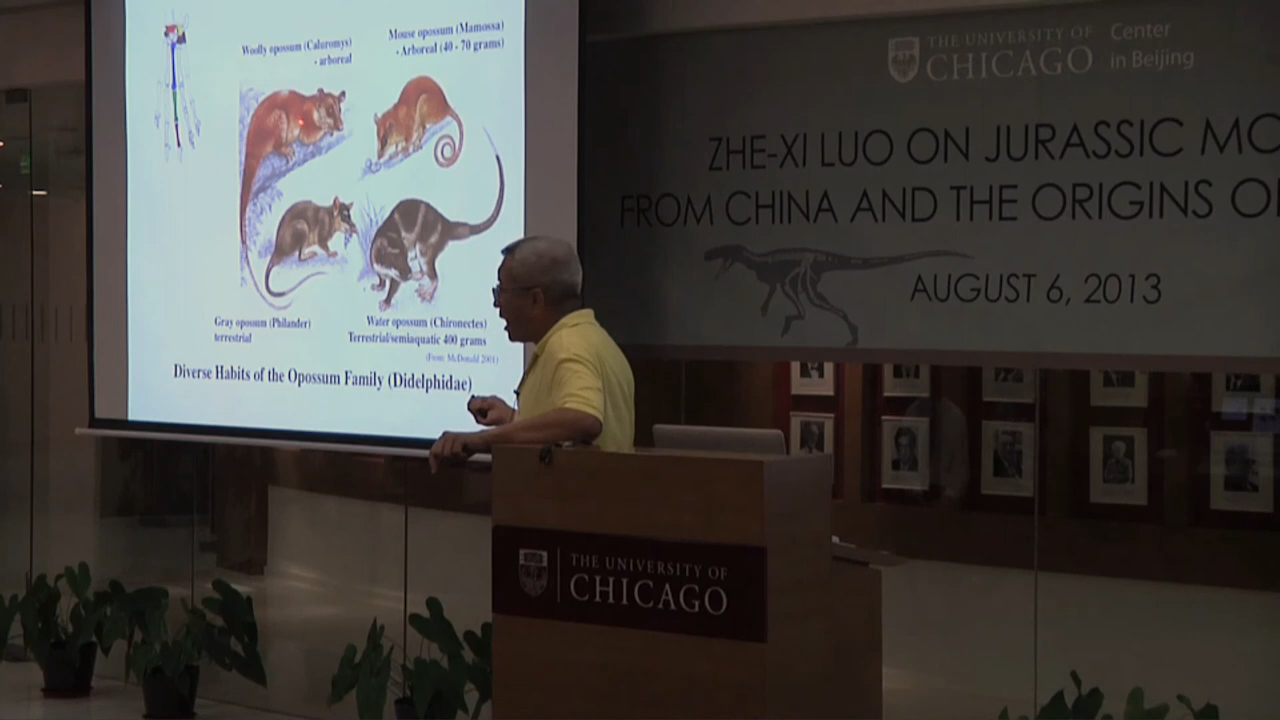 Woolly opossum (Caluromys)
- arboreal
Mouse opossum (Mamossa)
- Arboreal (40 - 70 grams)
Gray opossum (Philander)
terrestrial
Water opossum (Chironectes)
Terrestrial/semiaquatic 400 grams
(From: McDonald 2001)
Diverse Habits of the Opossum Family (Didelphidae)
THE UNIVERSITY OF
CHICAGO
Center
in Beijing
ZHE-XI LUO ON JURASSIC MO
FROM CHINA AND THE ORIGINS O
AUGUST 6, 2013
THE UNIVERSITY OF
CHICAGO